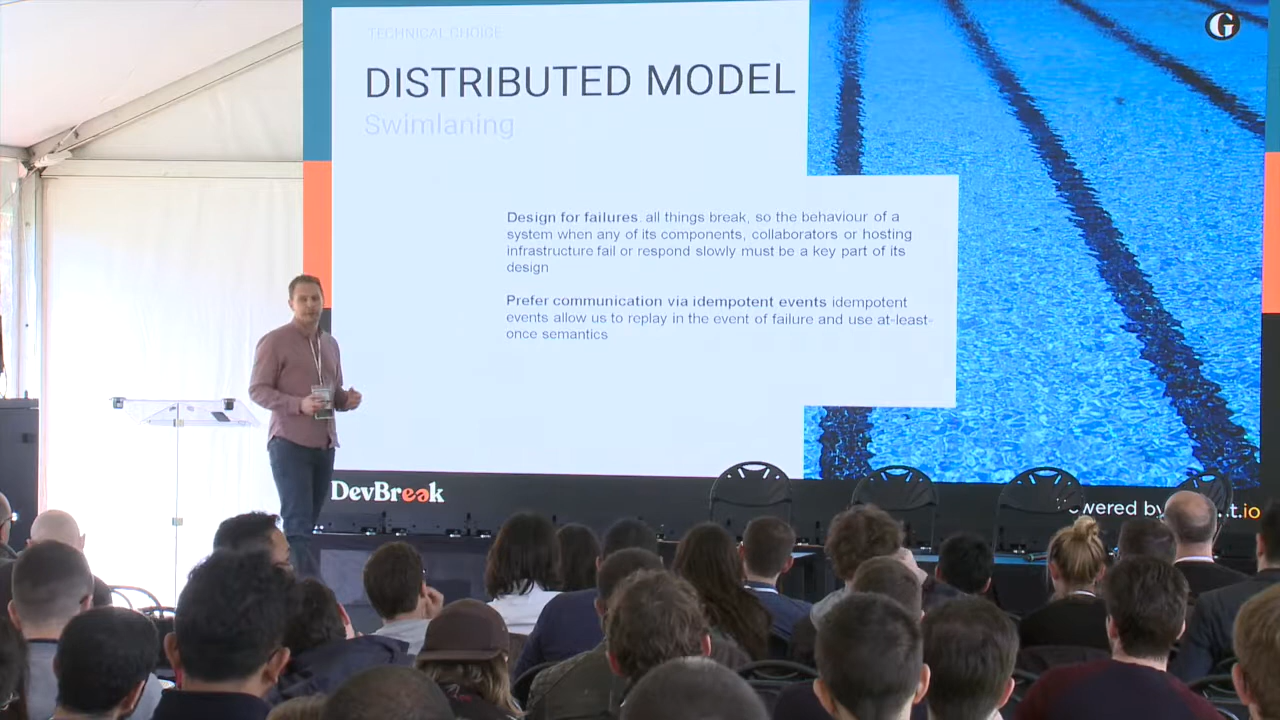 TECHNICAL CHOICE
DISTRIBUTED MODEL
Swimlaning
G
Design for failures. all things break, so the behaviour of a
system when any of its components, collaborators or hosting
infrastructure fail or respond slowly must be a key part of its
design
Prefer communication via idempotent events idempotent
events allow us to replay in the event of failure and use at-least-
once semantics
DevBreak
by